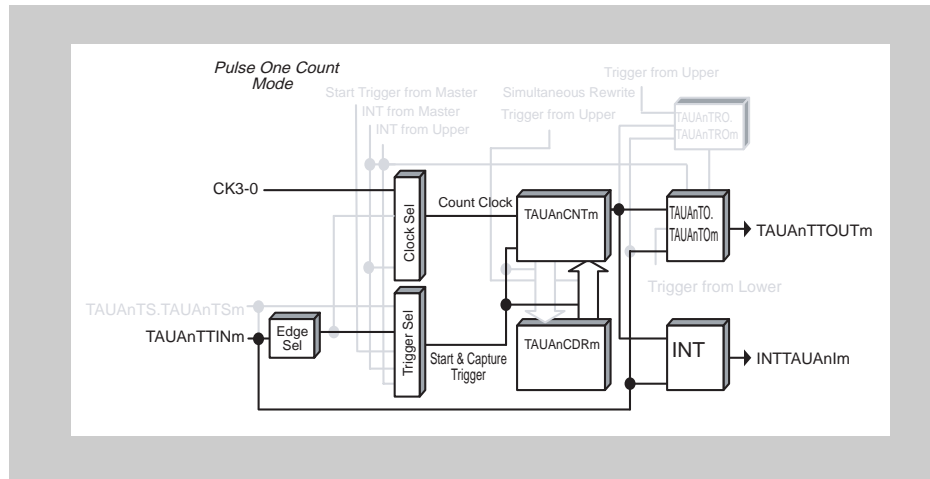 Pulse One Count
Mode
Trigger from Upper
Start Trigger from Master
Simultaneous Rewrite
INT from Master
Trigger from Upper
INT from Upper
TAUAnTRO.
TAUAnTROm
CK3-0
Clock Sel
Count Clock
TAUAnCNTm
TAUAnTO.
TAUAnTOm
TAUAnTTOUTm
Trigger from Lower
TAUAnTS.TAUAnTSm
TAUAnTTINm
Edge
Sel
Trigger Sel
Start & Capture
Trigger
TAUAnCDRm
INT
INTTAUAnIm